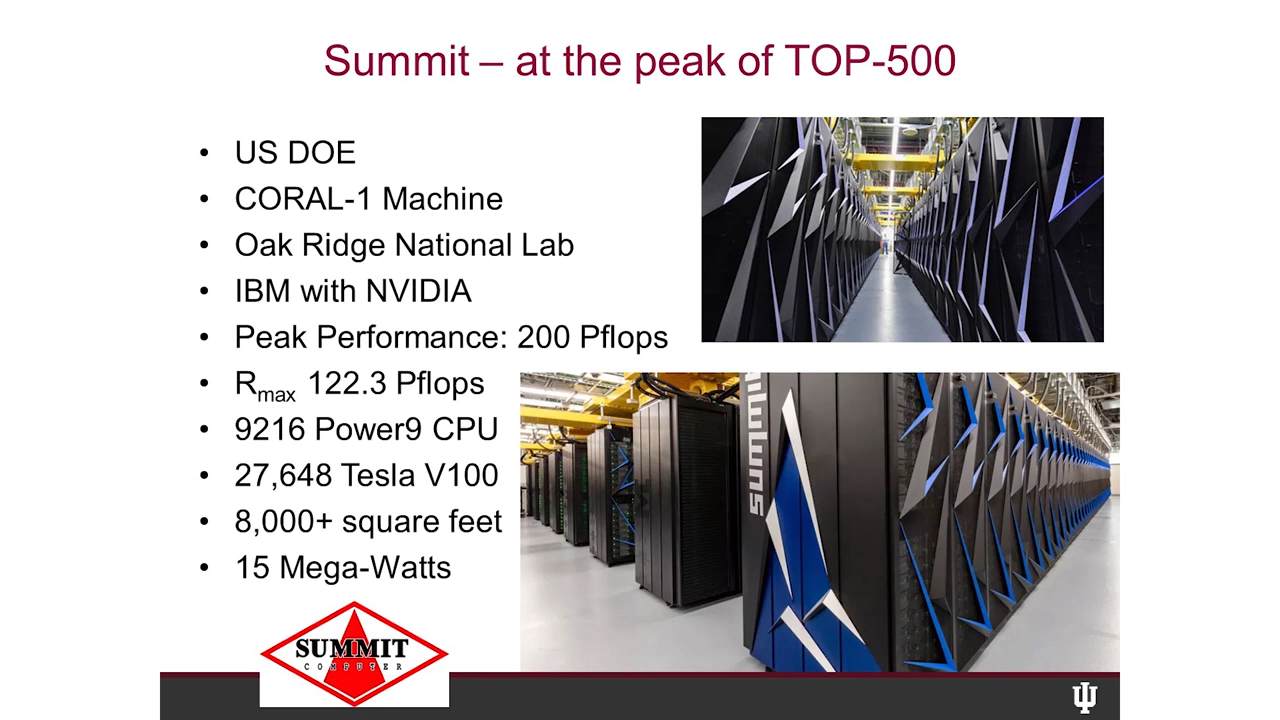 Summit – at the peak of TOP-500
• US DOE
• CORAL-1 Machine
• Oak Ridge National Lab
• IBM with NVIDIA
• Peak Performance: 200 Pflops
• Rmax 122.3 Pflops
• 9216 Power9 CPU
• 27,648 Tesla V100
• 8,000+ square feet
• 15 Mega-Watts
summit
SUMMIT
COMPUTER